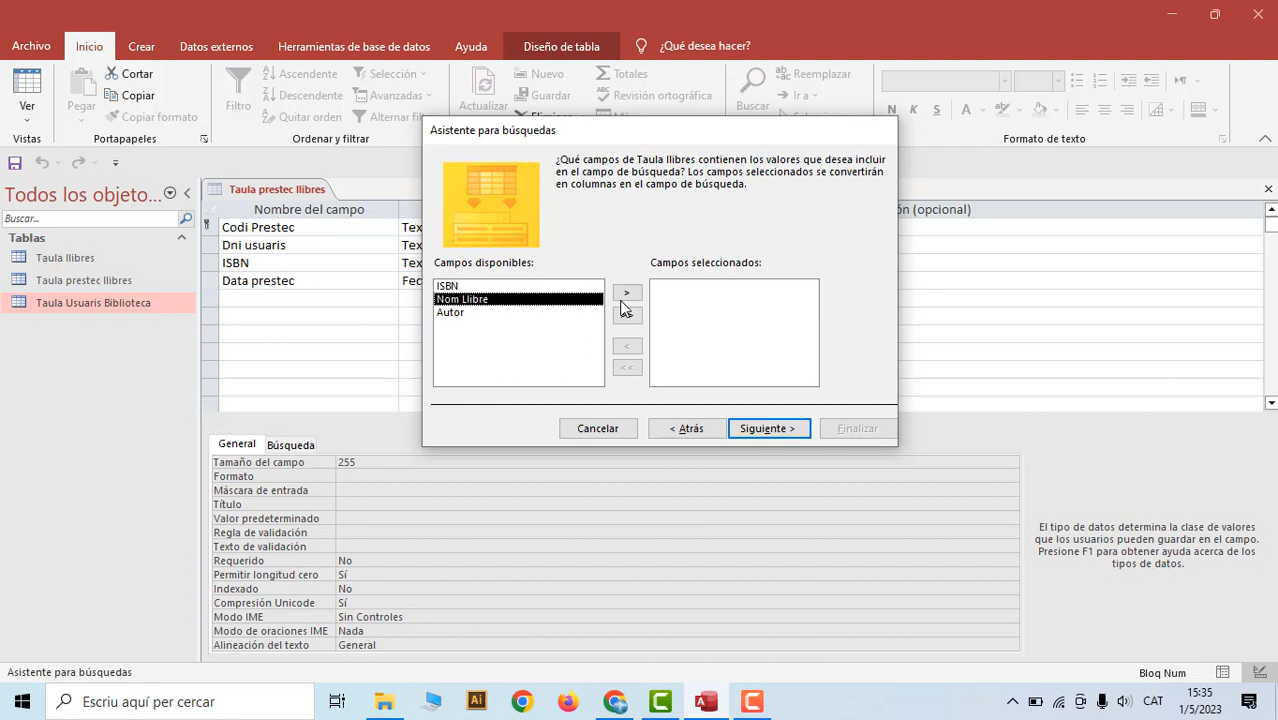 Archivo Inicio Crear Datos externos Herramientas de base de datos Ayuda Diseño de tabla ¿Qué desea hacer?
Ver
Pegar
Cortar
Copiar
Copiar formato
Filtro
Ascendente
Descendente
Quitar orden
Selección
Avanzadas
Actualizar
Nuevo
Guardar
Totales
Revisión ortográfica
Buscar
Reemplazar
Ir a
N K S A
Vistas Portapapeles Ordenar y filtrar Formato de texto
Todos los objeto...
Buscar...
Tablas
Taula llibres
Taula prestec llibres
Taula Usuaris Biblioteca
Taula prestec llibres
Nombre del campo
Codi Prestec
Dni usuaris
ISBN
Data prestec
(opcional)
Asistente para búsquedas
¿Qué campos de Taula llibres contienen los valores que desea incluir
en el campo de búsqueda? Los campos seleccionados se convertirán
en columnas en el campo de búsqueda.
Campos disponibles: Campos seleccionados:
ISBN
Nom Llibre
Autor
>
<
<<
Cancelar < Atrás Siguiente > Finalizar
General Búsqueda
Tamaño del campo 255
Formato
Máscara de entrada
Título
Valor predeterminado
Regla de validación
Texto de validación
Requerido No
Permitir longitud cero Sí
Indexado No
Compresión Unicode Sí
Modo IME Sin Controles
Modo de oraciones IME Nada
Alineación del texto General
El tipo de datos determina la clase de valores
que los usuarios pueden guardar en el campo.
Presione F1 para obtener ayuda acerca de los
tipos de datos.
Asistente para búsquedas Bloq Num
Escriu aquí per cercar
Ai
CAT
15:35
1/5/2023